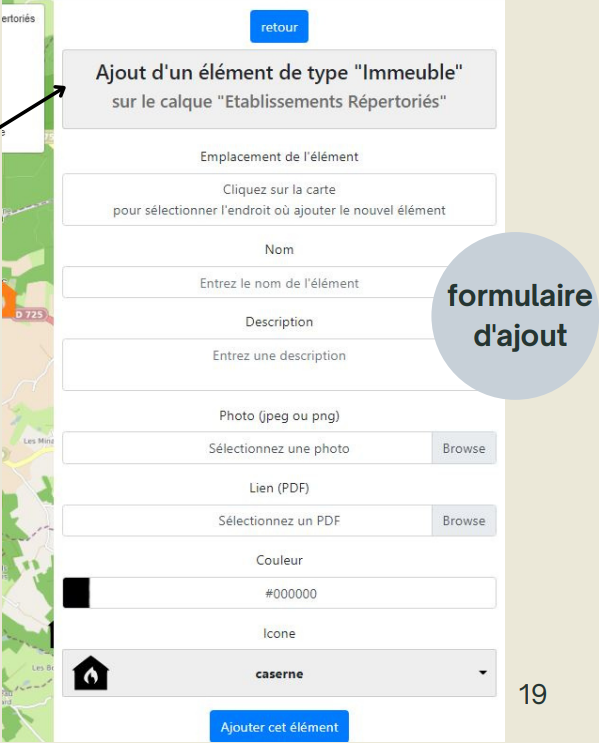 ertoriés
retour
Ajout d'un élément de type "Immeuble"
sur le calque "Etablissements Répertoriés"
Emplacement de l'élément
Cliquez sur la carte
pour sélectionner l'endroit où ajouter le nouvel élément
Nom
Entrez le nom de l'élément
formulaire
d'ajout
D 725
Description
Entrez une description
Photo (jpeg ou png)
Les Mina
Sélectionnez une photo
Browse
Lien (PDF)
Sélectionnez un PDF
Browse
Couleur
#000000
Icone
caserne
19
Ajouter cet élément